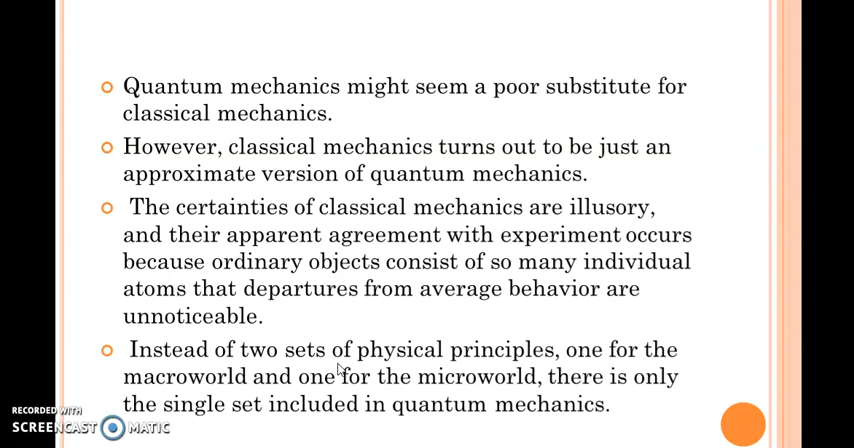 Quantum mechanics might seem a poor substitute for
classical mechanics.
However, classical mechanics turns out to be just an
approximate version of quantum mechanics.
The certainties of classical mechanics are illusory,
and their apparent agreement with experiment occurs
because ordinary objects consist of so many individual
atoms that departures from average behavior are
unnoticeable.
Instead of two sets of physical principles, one for the
macroworld and one for the microworld, there is only
the single set included in quantum mechanics.
RECORDED WITH
SCREENCAST MATIC